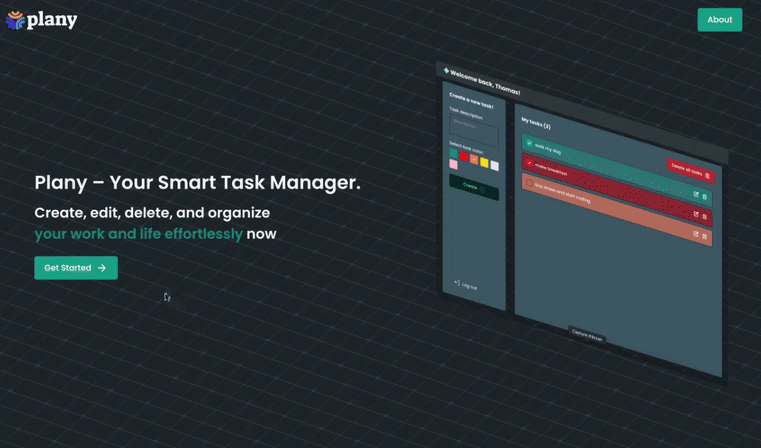 plany
About
Welcome back, Thomas!
Create a new task!
Task description:
description
Select task color:
Create
Log out
My tasks (3)
Delete all tasks
walk my dog
make breakfast
buy shoes and start coding
Plany – Your Smart Task Manager.
Create, edit, delete, and organize
your work and life effortlessly now
Get Started
Capture d'écran